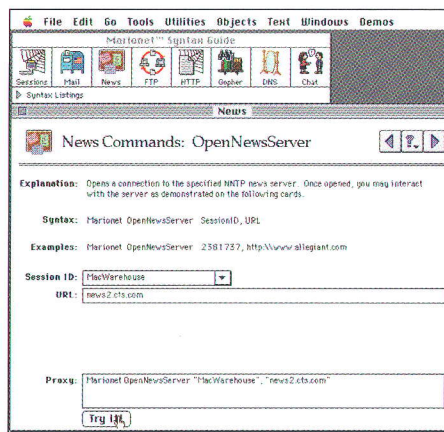 File Edit Go Tools Utilities Objects Text Windows Demos
Marionet™ Syntax Guide
Sessions Mail News FTP HTTP Gopher DNS Chat
Syntax Listings
News
News Commands: OpenNewsServer
Explanation: Opens a connection to the specified NNTP news server. Once opened, you may interact
with the server as demonstrated on the following cards.
Syntax: Marionet OpenNewsServer SessionID, URL
Examples: Marionet OpenNewsServer 2381737, http:\\www.allegiant.com
Session ID: MacWarehouse
URL: news2.cts.com
Proxy: Marionet OpenNewsServer "MacWarehouse", "news2.cts.com"
Try It!